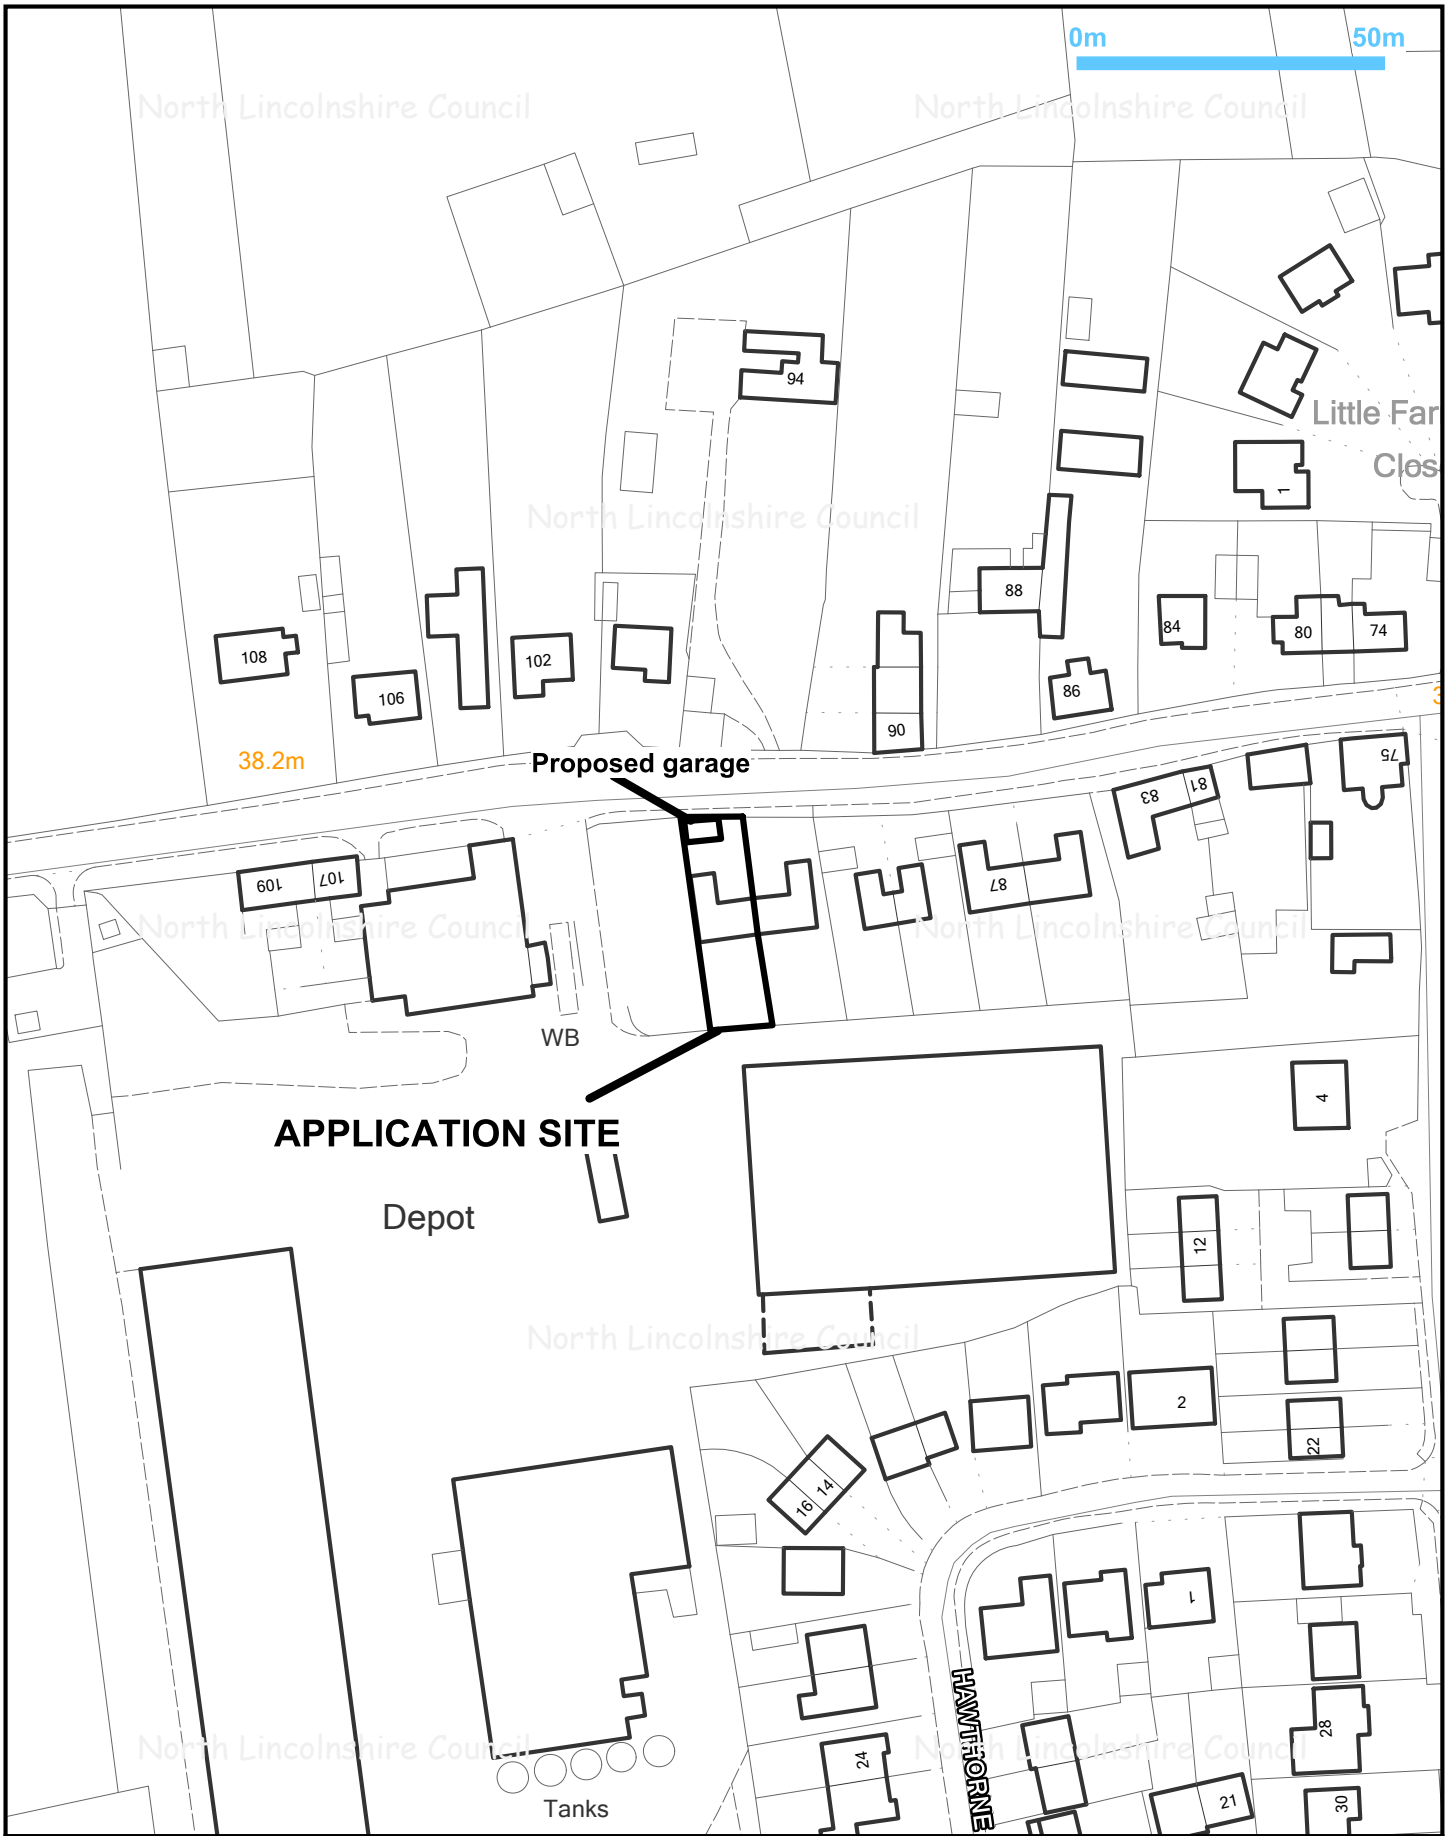 0m 50m
North Lincolnshire Council North Lincolnshire Council
94
Little Far
Clos
1
North Lincolnshire Council
88
84
80
74
108
102
106
86
90
38.2m
Proposed garage
75
81
83
109
107
87
North Lincolnshire Council North Lincolnshire Council
WB
4
APPLICATION SITE
Depot
12
North Lincolnshire Council
2
22
14
16
1
HAWTHORNE
28
North Lincolnshire Council North Lincolnshire Council
24
21
30
Tanks